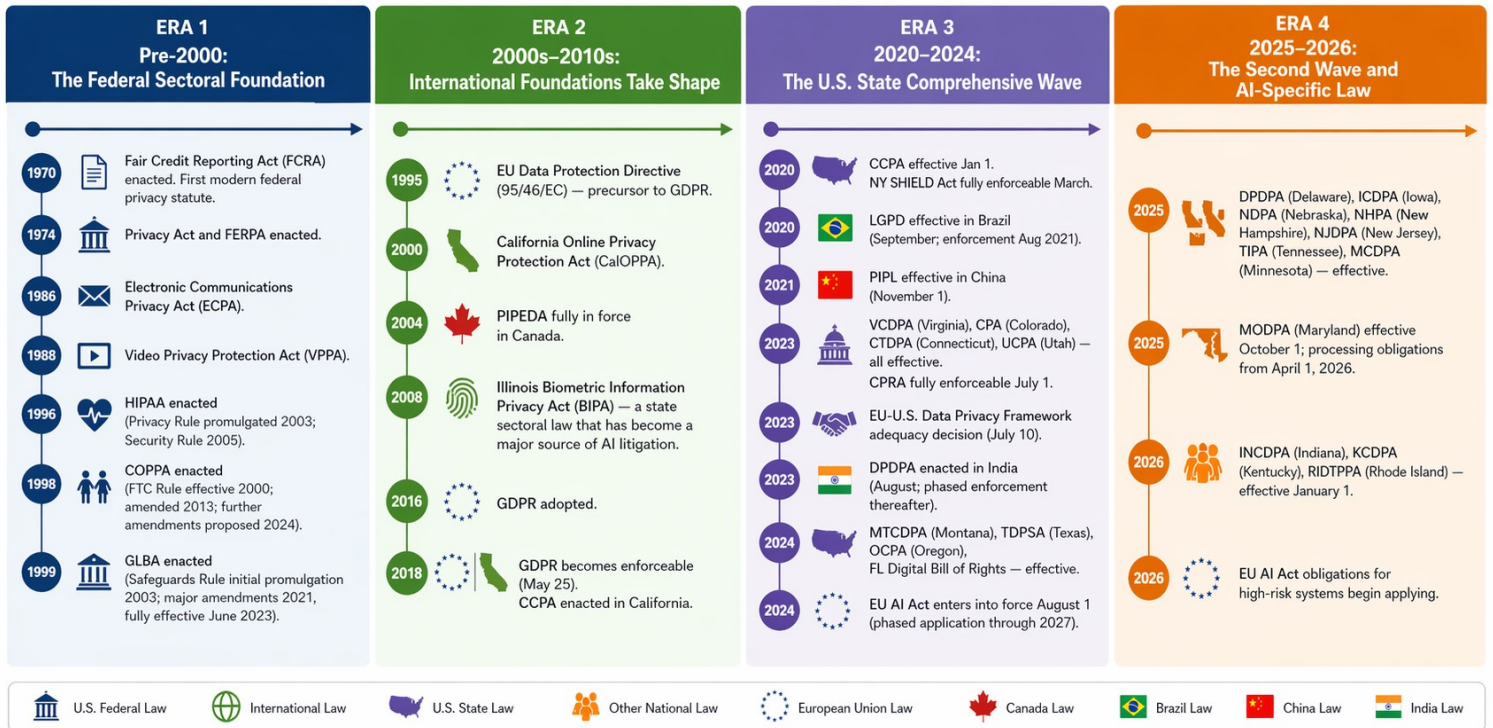 ERA 1
Pre-2000:
The Federal Sectoral Foundation
1970
Fair Credit Reporting Act (FCRA)
enacted. First modern federal
privacy statute.
1974
Privacy Act and FERPA enacted.
1986
Electronic Communications
Privacy Act (ECPA).
1988
Video Privacy Protection Act (VPPA).
1996
HIPAA enacted
(Privacy Rule promulgated 2003;
Security Rule 2005).
1998
COPPA enacted
(FTC Rule effective 2000;
amended 2013; further
amendments proposed 2024).
1999
GLBA enacted
(Safeguards Rule initial promulgation
2003; major amendments 2021,
fully effective June 2023).
ERA 2
2000s–2010s:
International Foundations Take Shape
1995
EU Data Protection Directive
(95/46/EC) — precursor to GDPR.
2000
California Online Privacy
Protection Act (CalOPPA).
2004
PIPEDA fully in force
in Canada.
2008
Illinois Biometric Information
Privacy Act (BIPA) — a state
sectoral law that has become a
major source of AI litigation.
2016
GDPR adopted.
2018
GDPR becomes enforceable
(May 25).
CCPA enacted in California.
ERA 3
2020–2024:
The U.S. State Comprehensive Wave
2020
CCPA effective Jan 1.
NY SHIELD Act fully enforceable March.
2020
LGPD effective in Brazil
(September; enforcement Aug 2021).
2021
PIPL effective in China
(November 1).
2023
VCDPA (Virginia), CPA (Colorado),
CTDPA (Connecticut), UCPA (Utah) —
all effective.
CPRA fully enforceable July 1.
2023
EU-U.S. Data Privacy Framework
adequacy decision (July 10).
2023
DPDPA enacted in India
(August; phased enforcement
thereafter).
2024
MTCDPA (Montana), TDPSA (Texas),
OCPA (Oregon),
FL Digital Bill of Rights — effective.
2024
EU AI Act enters into force August 1
(phased application through 2027).
ERA 4
2025–2026:
The Second Wave and
AI-Specific Law
2025
DPDPA (Delaware), ICDPA (Iowa),
NDPA (Nebraska), NHPA (New
Hampshire), NJDPA (New Jersey),
TIPA (Tennessee), MCDPA
(Minnesota) — effective.
2025
MODPA (Maryland) effective
October 1; processing obligations
from April 1, 2026.
2026
INCDPA (Indiana), KCDPA
(Kentucky), RIDTPPA (Rhode Island) —
effective January 1.
2026
EU AI Act obligations for
high-risk systems begin applying.
U.S. Federal Law
International Law
U.S. State Law
Other National Law
European Union Law
Canada Law
Brazil Law
China Law
India Law